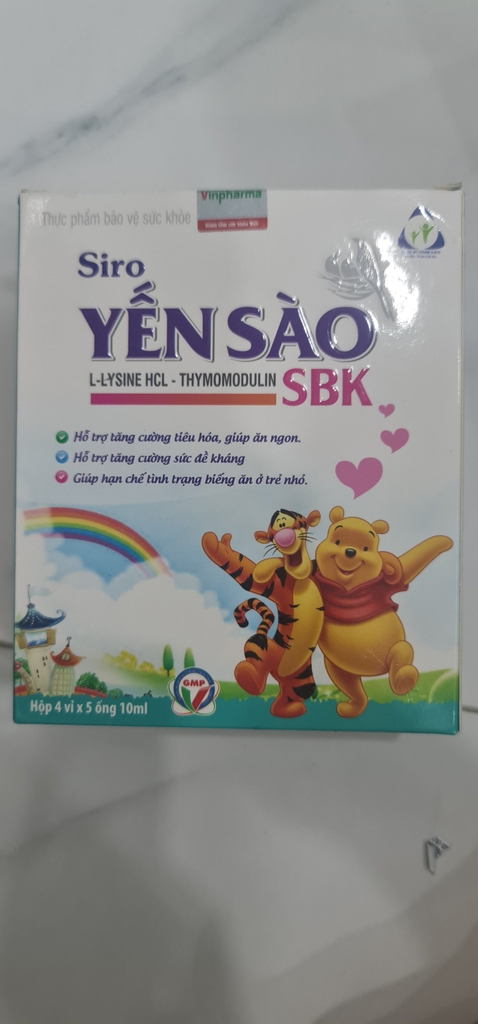 Vinpharma
Thực phẩm bảo vệ sức khỏe
Siro
YẾN SÀO
L-LYSINE HCL - THYMOMODULIN
SBK
Hỗ trợ tăng cường tiêu hóa, giúp ăn ngon.
Hỗ trợ tăng cường sức đề kháng
Giúp hạn chế tình trạng biếng ăn ở trẻ nhỏ.
GMP
Hộp 4 vỉ x 5 ống 10ml